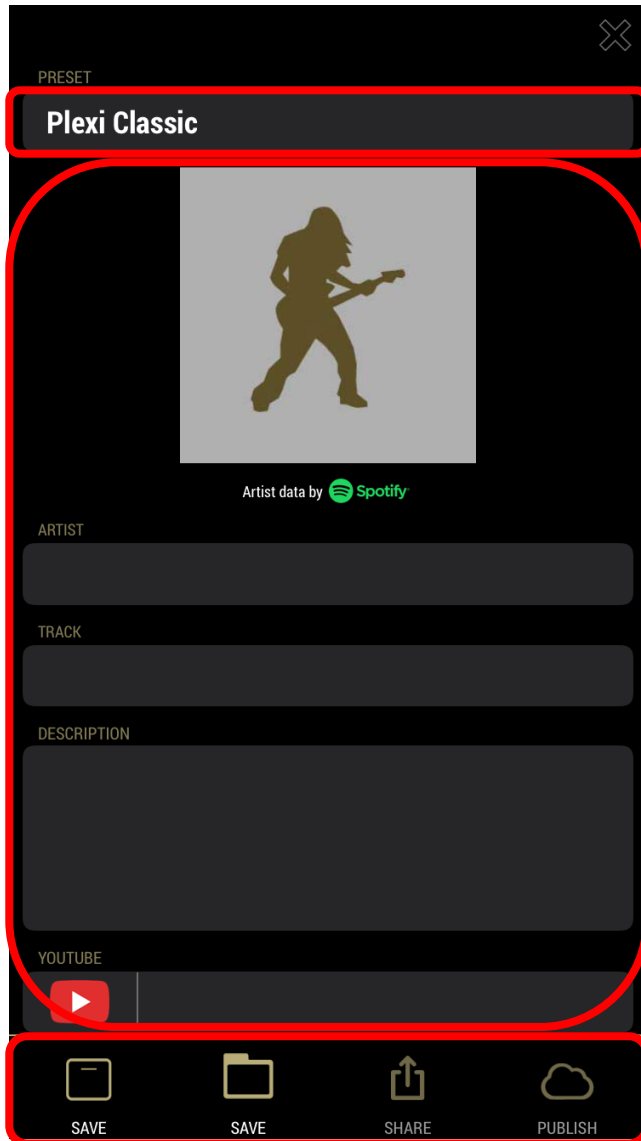 PRESET
Plexi Classic
Artist data by Spotify
ARTIST
TRACK
DESCRIPTION
YOUTUBE
SAVE SAVE SHARE PUBLISH